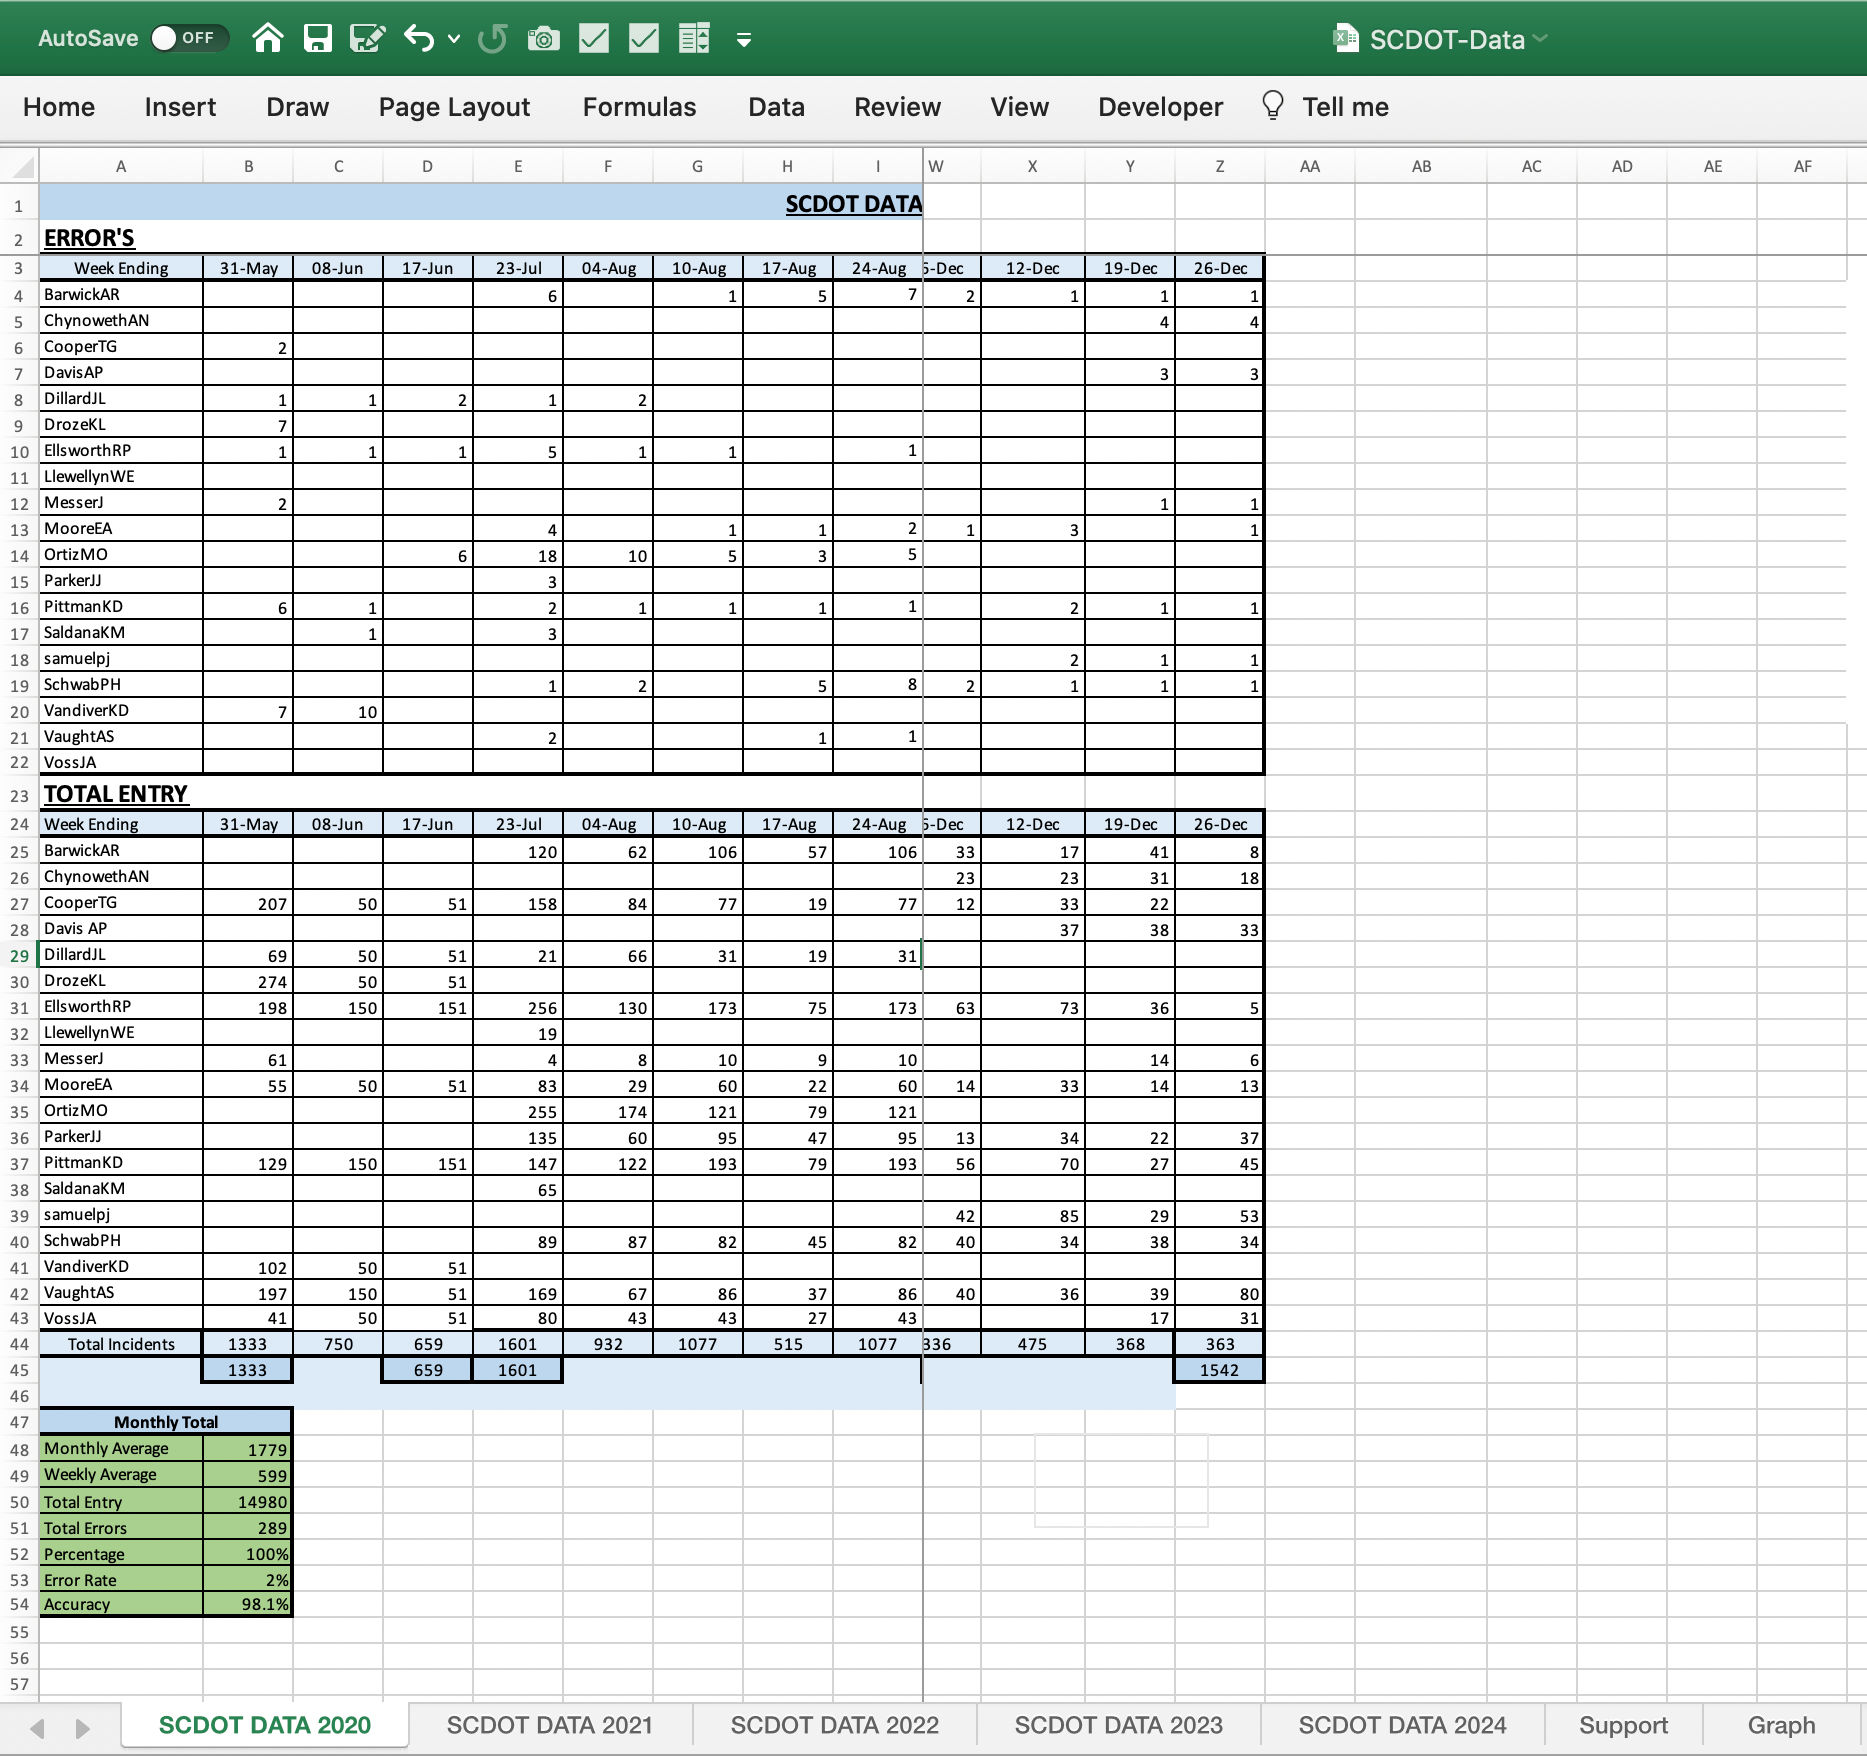 AutoSave OFF SCDOT-Data
Home Insert Draw Page Layout Formulas Data Review View Developer Tell me
A B C D E F G H I W X Y Z AA AB AC AD AE AF
1 SCDOT DATA
2 ERROR'S
3 Week Ending 31-May 08-Jun 17-Jun 23-Jul 04-Aug 10-Aug 17-Aug 24-Aug 5-Dec 12-Dec 19-Dec 26-Dec
4 BarwickAR 6 1 5 7 2 1 1 1
5 ChynowethAN 4 4
6 CooperTG 2
7 DavisAP 3 3
8 DillardJL 1 1 2 1 2
9 DrozeKL 7
10 EllsworthRP 1 1 1 5 1 1 1
11 LlewellynWE
12 MesserJ 2 1 1
13 MooreEA 4 1 1 2 1 3 1
14 OrtizMO 6 18 10 5 3 5
15 ParkerJJ 3
16 PittmanKD 6 1 2 1 1 1 1 2 1 1
17 SaldanaKM 1 3
18 samuelpj 2 1 1
19 SchwabPH 1 2 5 8 2 1 1 1
20 VandiverKD 7 10
21 VaughtAS 2 1 1
22 VossJA
23 TOTAL ENTRY
24 Week Ending 31-May 08-Jun 17-Jun 23-Jul 04-Aug 10-Aug 17-Aug 24-Aug 5-Dec 12-Dec 19-Dec 26-Dec
25 BarwickAR 120 62 106 57 106 33 17 41 8
26 ChynowethAN 23 23 31 18
27 CooperTG 207 50 51 158 84 77 19 77 12 33 22
28 Davis AP 37 38 33
29 DillardJL 69 50 51 21 66 31 19 31
30 DrozeKL 274 50 51
31 EllsworthRP 198 150 151 256 130 173 75 173 63 73 36 5
32 LlewellynWE 19
33 MesserJ 61 4 8 10 9 10 14 6
34 MooreEA 55 50 51 83 29 60 22 60 14 33 14 13
35 OrtizMO 255 174 121 79 121
36 ParkerJJ 135 60 95 47 95 13 34 22 37
37 PittmanKD 129 150 151 147 122 193 79 193 56 70 27 45
38 SaldanaKM 65
39 samuelpj 42 85 29 53
40 SchwabPH 89 87 82 45 82 40 34 38 34
41 VandiverKD 102 50 51
42 VaughtAS 197 150 51 169 67 86 37 86 40 36 39 80
43 VossJA 41 50 51 80 43 43 27 43 17 31
44 Total Incidents 1333 750 659 1601 932 1077 515 1077 336 475 368 363
45 1333 659 1601 1542
46
47 Monthly Total
48 Monthly Average 1779
49 Weekly Average 599
50 Total Entry 14980
51 Total Errors 289
52 Percentage 100%
53 Error Rate 2%
54 Accuracy 98.1%
55
56
57
SCDOT DATA 2020 SCDOT DATA 2021 SCDOT DATA 2022 SCDOT DATA 2023 SCDOT DATA 2024 Support Graph